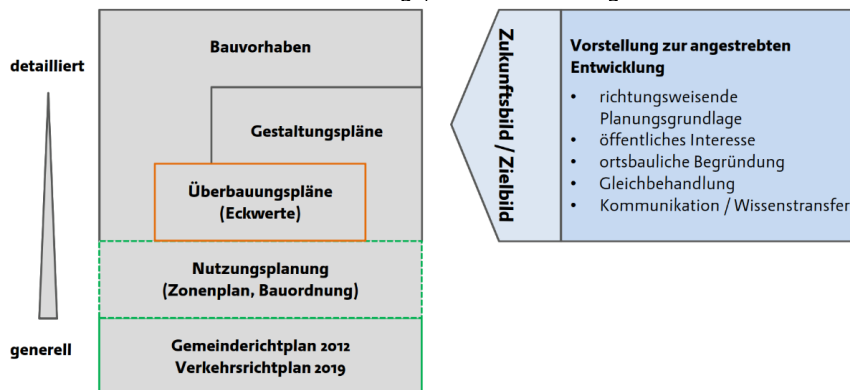 detailliert
generell
Bauvorhaben
Gestaltungspläne
Überbauungspläne
(Eckwerte)
Nutzungsplanung
(Zonenplan, Bauordnung)
Gemeinderichtplan 2012
Verkehrsrichtplan 2019
Zukunftsbild / Zielbild
Vorstellung zur angestrebten
Entwicklung
• richtungsweisende
Planungsgrundlage
• öffentliches Interesse
• ortsbauliche Begründung
• Gleichbehandlung
• Kommunikation / Wissenstransfer